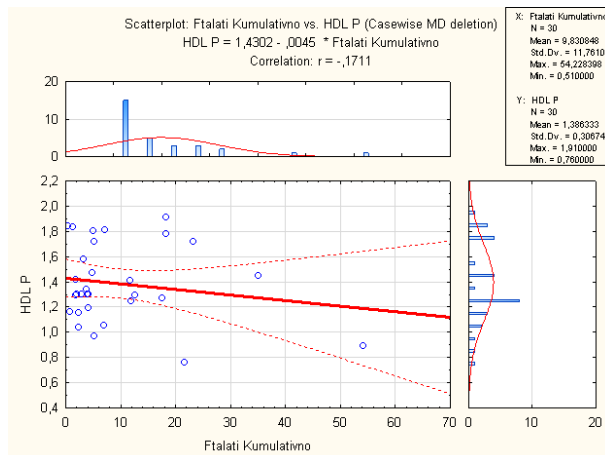 Scatterplot: Ftalati Kumulativno vs. HDL P (Casewise MD deletion)
HDL P = 1,4302 - ,0045 * Ftalati Kumulativno
Correlation: r = -,1711
X: Ftalati Kumulativno
N = 30
Mean = 9,830848
Std.Dv. = 11,7610
Max. = 54,228398
Min. = 0,510000
Y: HDL P
N = 30
Mean = 1,386333
Std.Dv. = 0,30674
Max. = 1,910000
Min. = 0,760000
20
10
0
2,2
2,0
1,8
1,6
1,4
1,2
1,0
0,8
0,6
0,4
HDL P
0 10 20 30 40 50 60 70
0 10 20
Ftalati Kumulativno